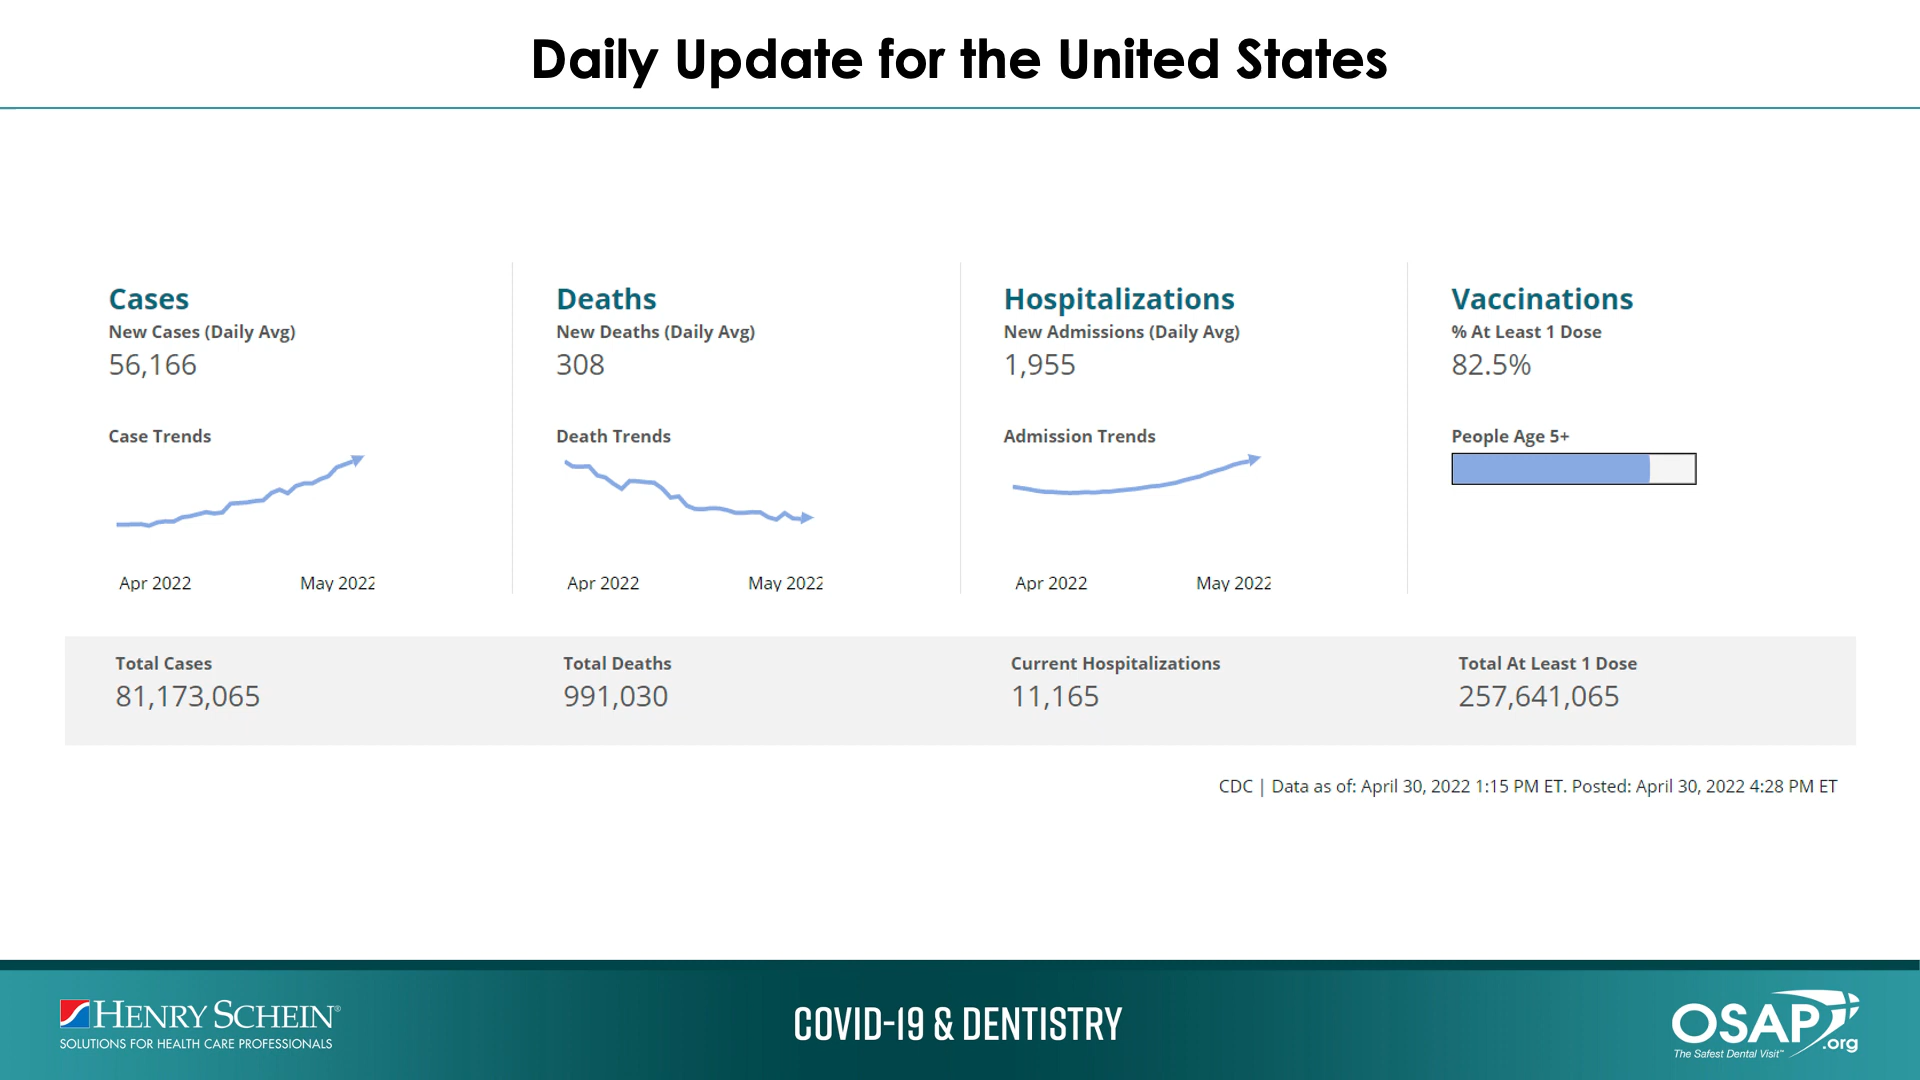 Daily Update for the United States
Cases
New Cases (Daily Avg)
56,166
Case Trends
Apr 2022 May 2022
Deaths
New Deaths (Daily Avg)
308
Death Trends
Apr 2022 May 2022
Hospitalizations
New Admissions (Daily Avg)
1,955
Admission Trends
Apr 2022 May 2022
Vaccinations
% At Least 1 Dose
82.5%
People Age 5+
Total Cases
81,173,065
Total Deaths
991,030
Current Hospitalizations
11,165
Total At Least 1 Dose
257,641,065
CDC | Data as of: April 30, 2022 1:15 PM ET. Posted: April 30, 2022 4:28 PM ET
HENRY SCHEIN®
SOLUTIONS FOR HEALTH CARE PROFESSIONALS
COVID-19 & DENTISTRY
OSAP
.org
The Safest Dental Visit™